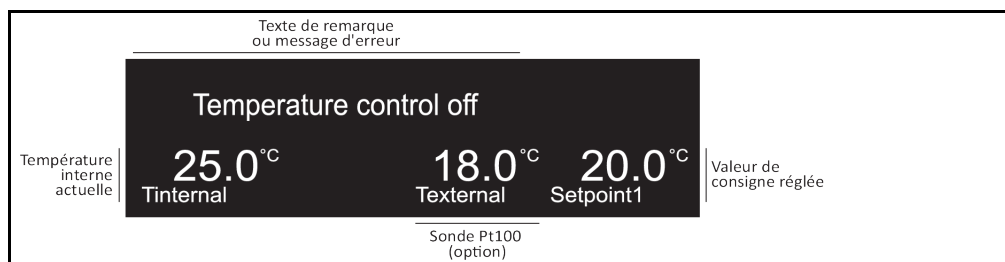 Texte de remarque
ou message d'erreur
Temperature control off
Température
interne
actuelle
25.0°C
18.0°C
20.0°C
Tinternal
Texternal
Setpoint1
Valeur de
consigne réglée
Sonde Pt100
(option)